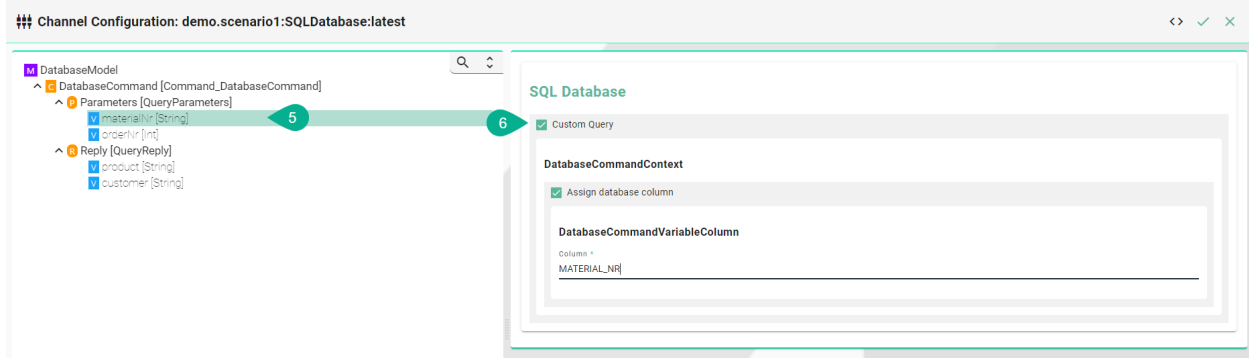 Channel Configuration: demo.scenario1:SQLDatabase:latest
M DatabaseModel
C DatabaseCommand [Command_DatabaseCommand]
P Parameters [QueryParameters]
V materialNr [String]
5
V orderNr [Int]
R Reply [QueryReply]
V product [String]
V customer [String]
SQL Database
6
Custom Query
DatabaseCommandContext
Assign database column
DatabaseCommandVariableColumn
Column *
MATERIAL_NR